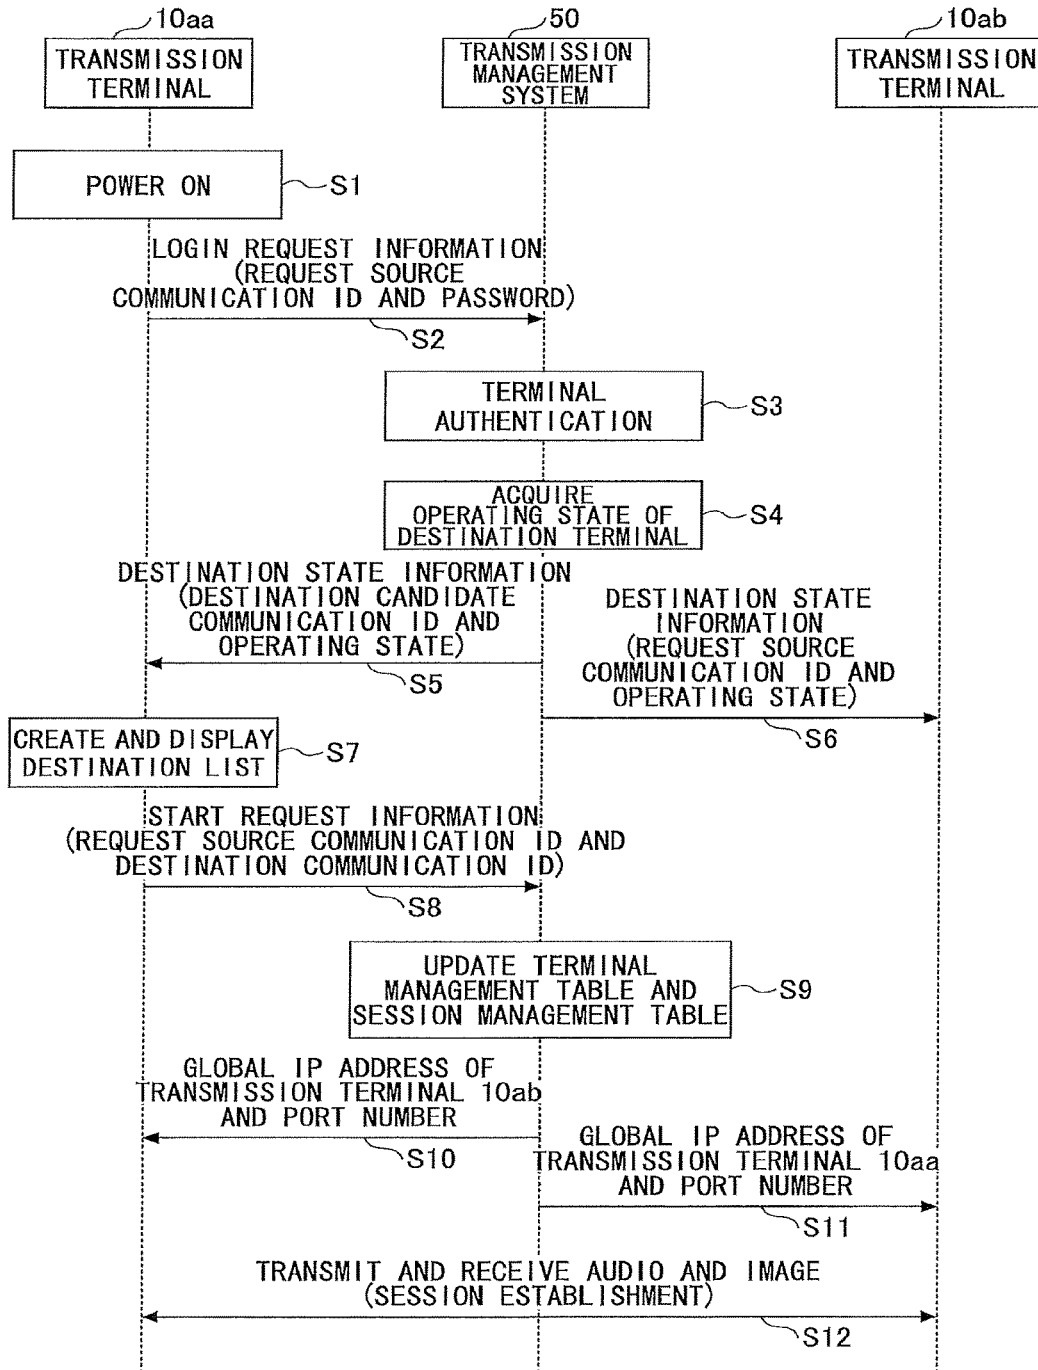 10aa
50
10ab
TRANSMISSION
TERMINAL
TRANSMISSION
MANAGEMENT
SYSTEM
TRANSMISSION
TERMINAL
POWER ON
S1
LOGIN REQUEST INFORMATION
(REQUEST SOURCE
COMMUNICATION ID AND PASSWORD)
S2
TERMINAL
AUTHENTICATION
S3
ACQUIRE
OPERATING STATE OF
DESTINATION TERMINAL
S4
DESTINATION STATE INFORMATION
(DESTINATION CANDIDATE
COMMUNICATION ID AND
OPERATING STATE)
S5
DESTINATION STATE
INFORMATION
(REQUEST SOURCE
COMMUNICATION ID AND
OPERATING STATE)
S6
CREATE AND DISPLAY
DESTINATION LIST
S7
START REQUEST INFORMATION
(REQUEST SOURCE COMMUNICATION ID AND
DESTINATION COMMUNICATION ID)
S8
UPDATE TERMINAL
MANAGEMENT TABLE AND
SESSION MANAGEMENT TABLE
S9
GLOBAL IP ADDRESS OF
TRANSMISSION TERMINAL 10ab
AND PORT NUMBER
S10
GLOBAL IP ADDRESS OF
TRANSMISSION TERMINAL 10aa
AND PORT NUMBER
S11
TRANSMIT AND RECEIVE AUDIO AND IMAGE
(SESSION ESTABLISHMENT)
S12